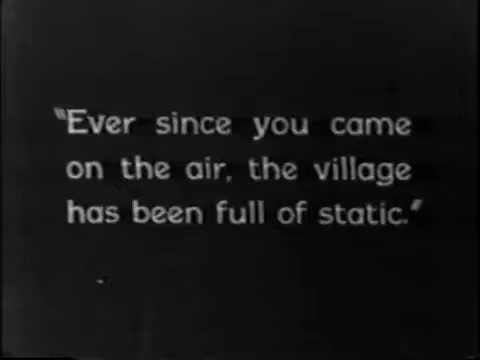 "Ever since you came
on the air, the village
has been full of static."